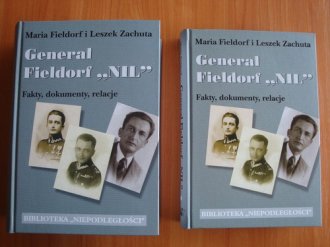 Maria Fieldorf i Leszek Zachuta
General
Fieldorf „NIL”
Fakty, dokumenty, relacje
BIBLIOTEKA „NIEPODLEGŁOŚCI”
Maria Fieldorf i Leszek Zachuta
General
Fieldorf „NIL”
Fakty, dokumenty, relacje
BIBLIOTEKA „NIEPODLEGŁOŚCI”